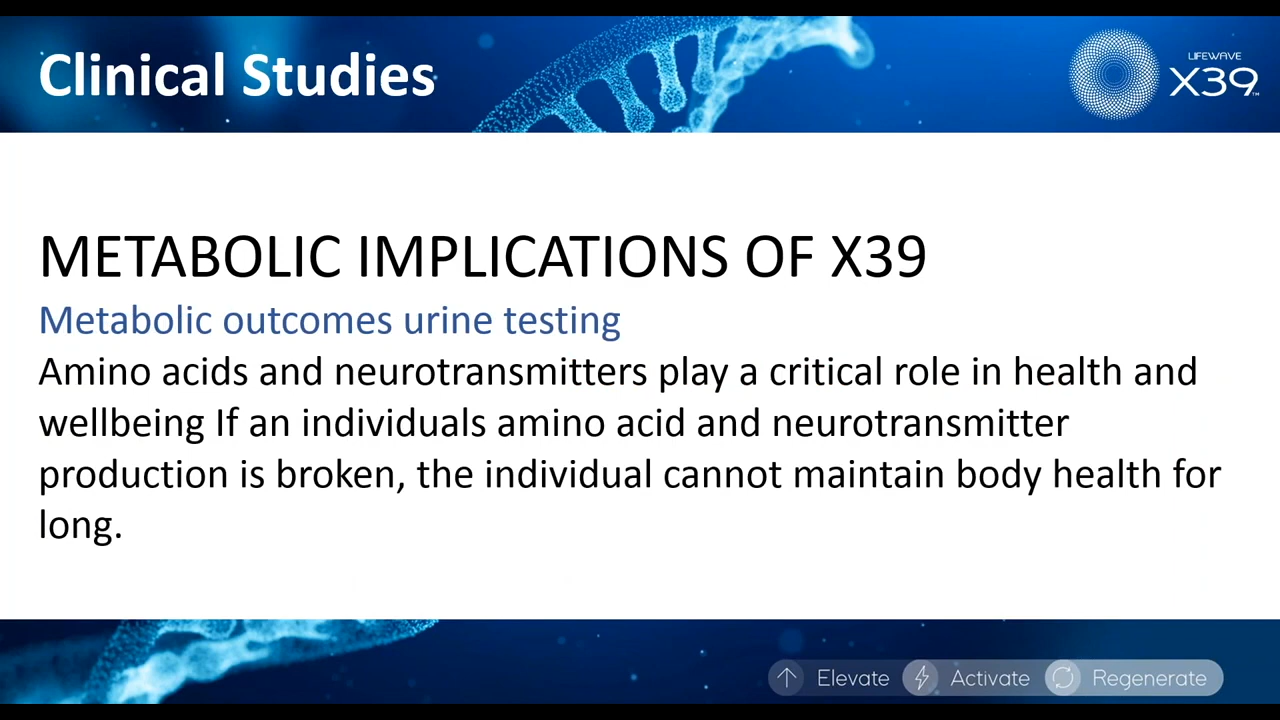 Clinical Studies
LIFEWAVE
X39™
METABOLIC IMPLICATIONS OF X39
Metabolic outcomes urine testing
Amino acids and neurotransmitters play a critical role in health and
wellbeing If an individuals amino acid and neurotransmitter
production is broken, the individual cannot maintain body health for
long.
Elevate Activate Regenerate